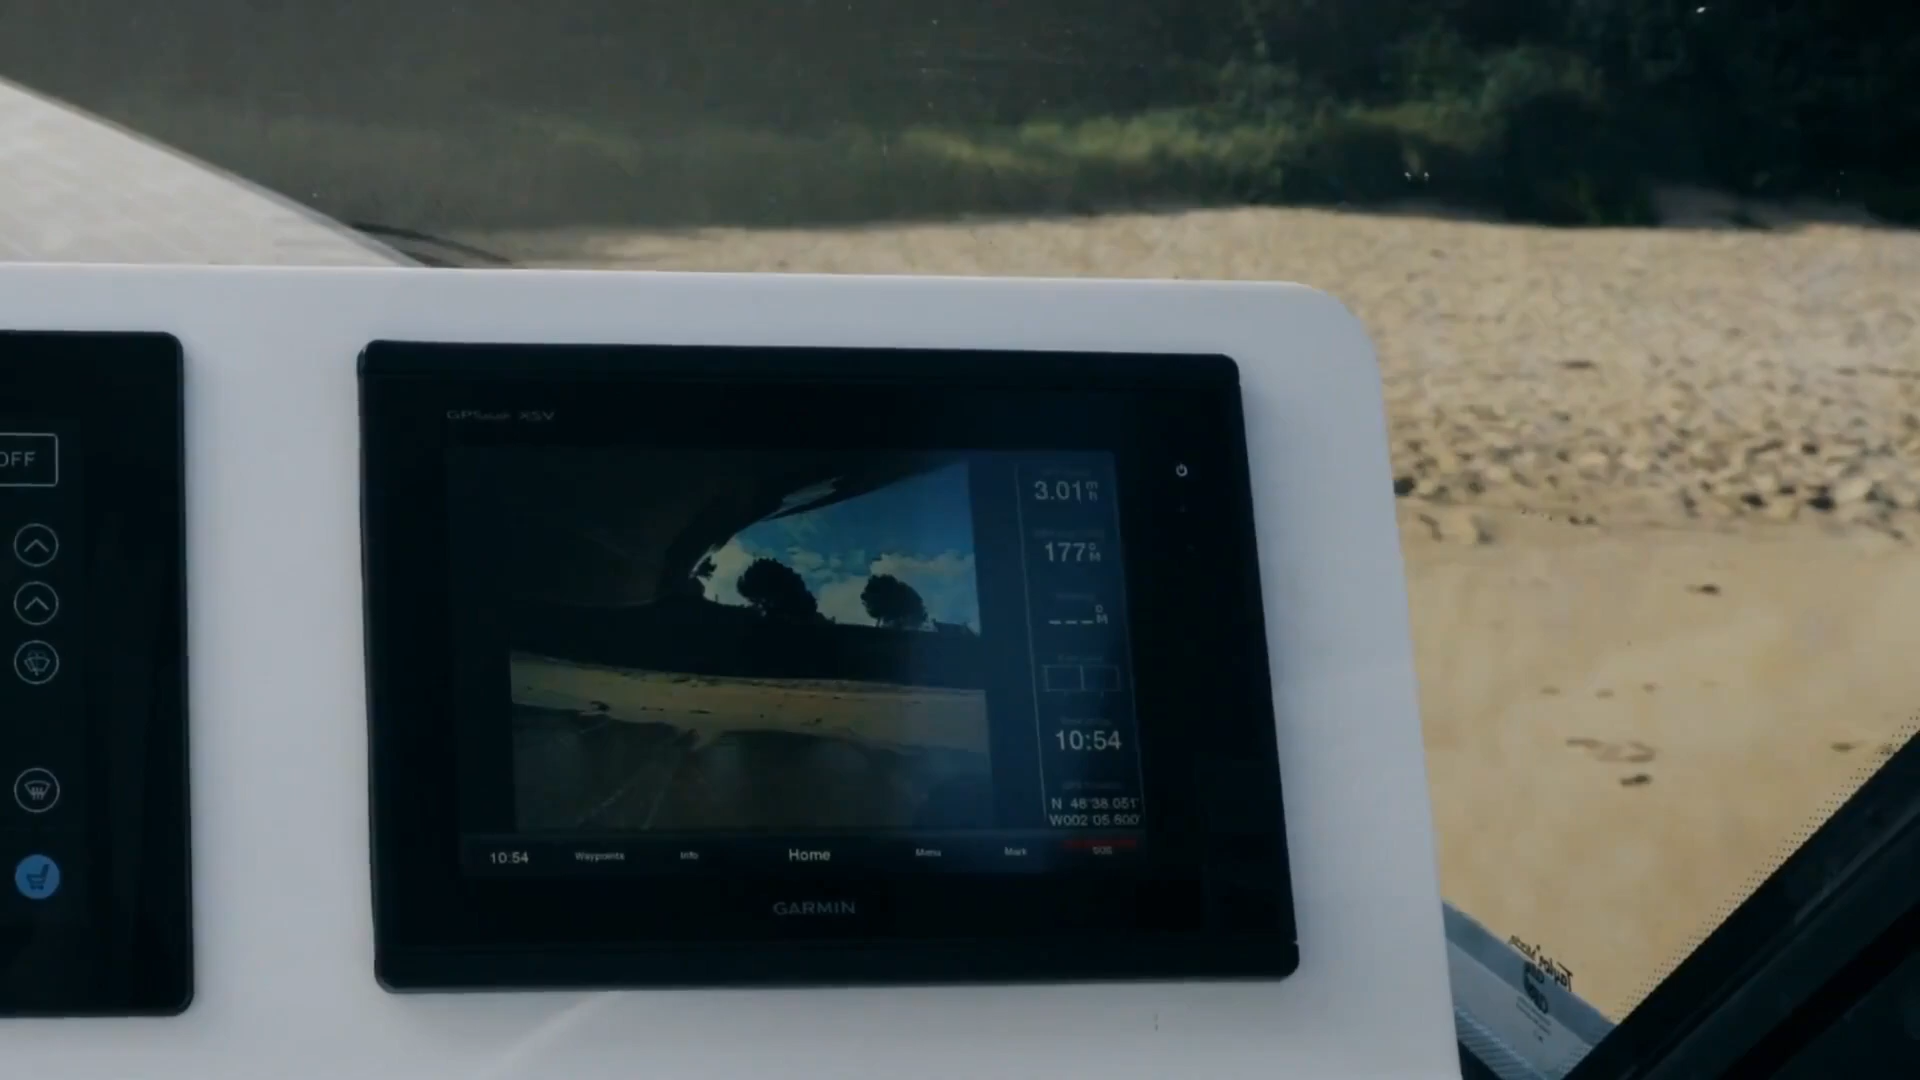 OFF
GPSMAP XSV
3.01 m h
177 ° M
--- ° M
10:54
N 48°38.051'
W002°05.800'
10:54 Waypoints Info Home Menu Mark SOS
GARMIN